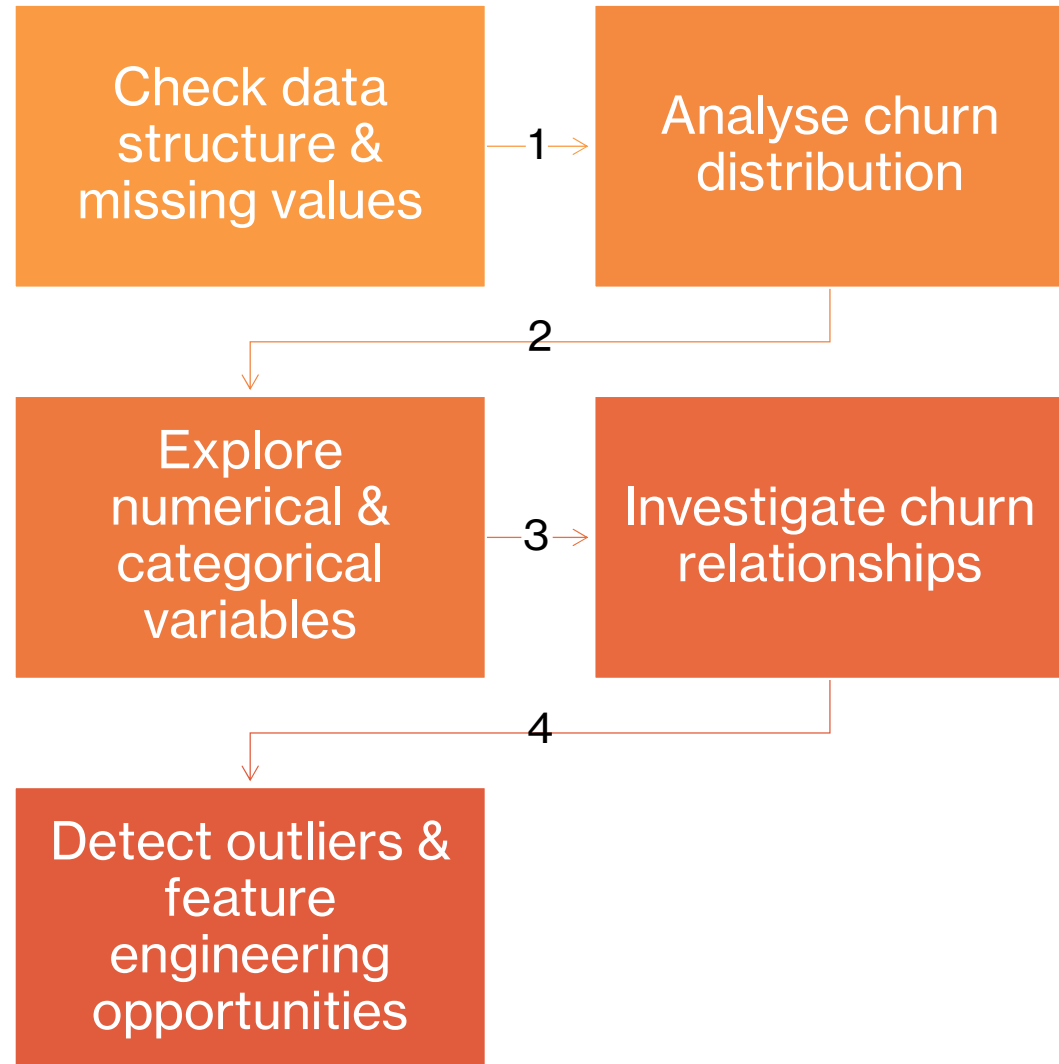 Check data
structure &
missing values
1
Analyse churn
distribution
2
Explore
numerical &
categorical
variables
3
Investigate churn
relationships
4
Detect outliers &
feature
engineering
opportunities